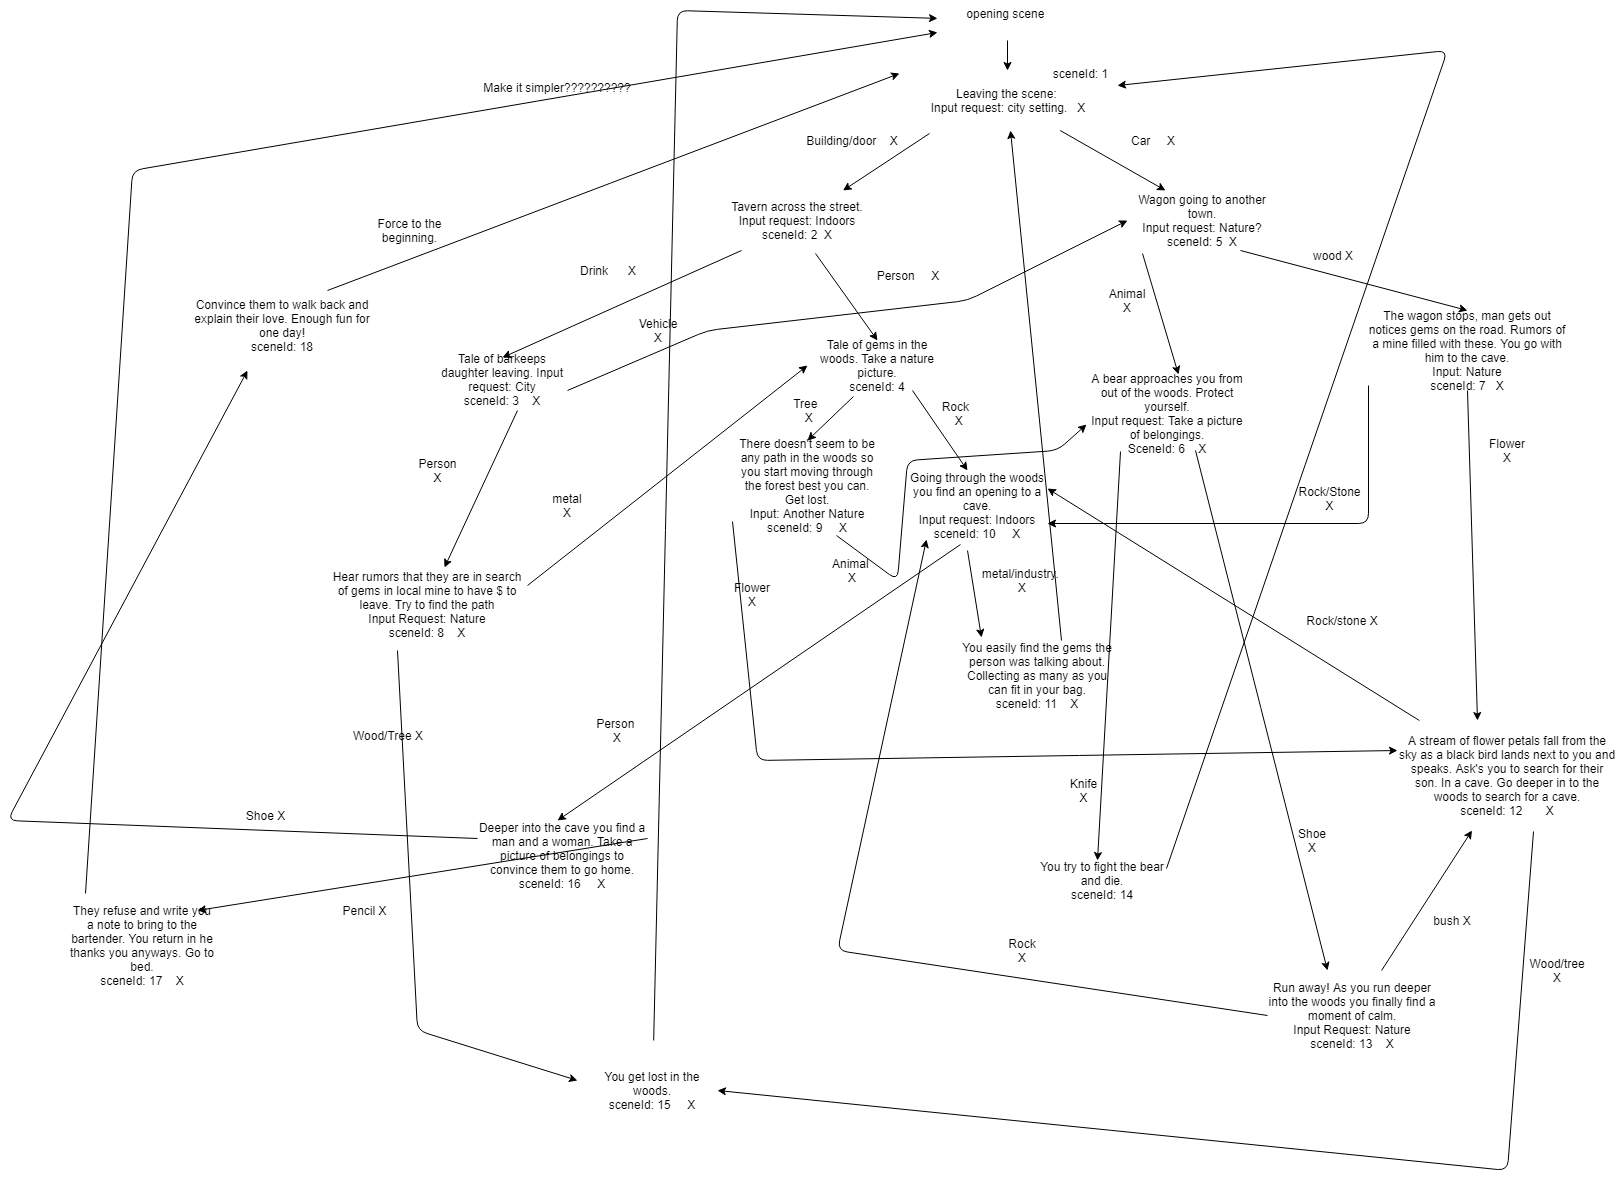 opening scene
sceneId: 1
Leaving the scene:
Input request: city setting. X
Make it simpler??????????
Building/door X
Car X
Tavern across the street.
Input request: Indoors
sceneId: 2 X
Wagon going to another
town.
Input request: Nature?
sceneId: 5 X
Force to the
beginning.
Drink X
Person X
wood X
Animal
X
Convince them to walk back and
explain their love. Enough fun for
one day!
sceneId: 18
Vehicle
X
The wagon stops, man gets out
notices gems on the road. Rumors of
a mine filled with these. You go with
him to the cave.
Input: Nature
sceneId: 7 X
Tale of barkeeps
daughter leaving. Input
request: City
sceneId: 3 X
Tale of gems in the
woods. Take a nature
picture.
sceneId: 4
A bear approaches you from
out of the woods. Protect
yourself.
Input request: Take a picture
of belongings.
SceneId: 6 X
Tree
X
Rock
X
Flower
X
There doesn't seem to be
any path in the woods so
you start moving through
the forest best you can.
Get lost.
Input: Another Nature
sceneId: 9 X
Person
X
metal
X
Going through the woods
you find an opening to a
cave.
Input request: Indoors
sceneId: 10 X
Rock/Stone
X
Animal
X
metal/industry.
X
Flower
X
Hear rumors that they are in search
of gems in local mine to have $ to
leave. Try to find the path
Input Request: Nature
sceneId: 8 X
Rock/stone X
You easily find the gems the
person was talking about.
Collecting as many as you
can fit in your bag.
sceneId: 11 X
Person
X
Wood/Tree X
A stream of flower petals fall from the
sky as a black bird lands next to you and
speaks. Ask's you to search for their
son. In a cave. Go deeper in to the
woods to search for a cave.
sceneId: 12 X
Knife
X
Shoe X
Deeper into the cave you find a
man and a woman. Take a
picture of belongings to
convince them to go home.
sceneId: 16 X
Shoe
X
You try to fight the bear
and die.
sceneId: 14
They refuse and write you
a note to bring to the
bartender. You return in he
thanks you anyways. Go to
bed.
sceneId: 17 X
Pencil X
bush X
Rock
X
Wood/tree
X
Run away! As you run deeper
into the woods you finally find a
moment of calm.
Input Request: Nature
sceneId: 13 X
You get lost in the
woods.
sceneId: 15 X